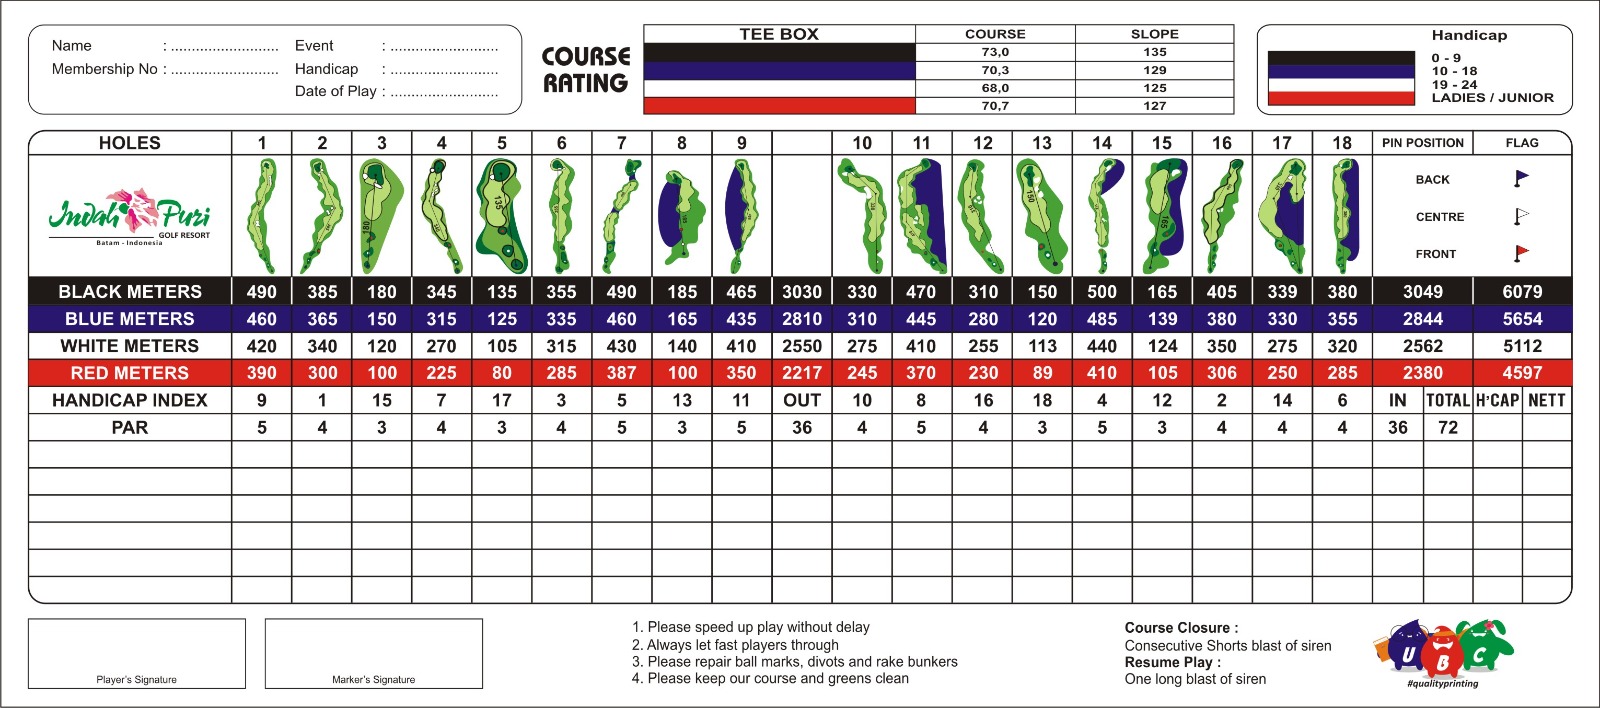 Name : ..........................
Membership No : ..........................
Event : ..........................
Handicap : ..........................
Date of Play : ..........................
COURSE RATING
TEE BOX COURSE SLOPE
73,0 135
70,3 129
68,0 125
70,7 127
Handicap
0 - 9
10 - 18
19 - 24
LADIES / JUNIOR
HOLES 1 2 3 4 5 6 7 8 9 10 11 12 13 14 15 16 17 18 PIN POSITION FLAG
Indah Puri
GOLF RESORT
Batam - Indonesia
180 135 150 165
BACK
CENTRE
FRONT
BLACK METERS 490 385 180 345 135 355 490 185 465 3030 330 470 310 150 500 165 405 339 380 3049 6079
BLUE METERS 460 365 150 315 125 335 460 165 435 2810 310 445 280 120 485 139 380 330 355 2844 5654
WHITE METERS 420 340 120 270 105 315 430 140 410 2550 275 410 255 113 440 124 350 275 320 2562 5112
RED METERS 390 300 100 225 80 285 387 100 350 2217 245 370 230 89 410 105 306 250 285 2380 4597
HANDICAP INDEX 9 1 15 7 17 3 5 13 11 OUT 10 8 16 18 4 12 2 14 6 IN TOTAL H'CAP NETT
PAR 5 4 3 4 3 4 5 3 5 36 4 5 4 3 5 3 4 4 4 36 72
Player's Signature
Marker's Signature
1. Please speed up play without delay
2. Always let fast players through
3. Please repair ball marks, divots and rake bunkers
4. Please keep our course and greens clean
Course Closure :
Consecutive Shorts blast of siren
Resume Play :
One long blast of siren
U B C
#qualityprinting